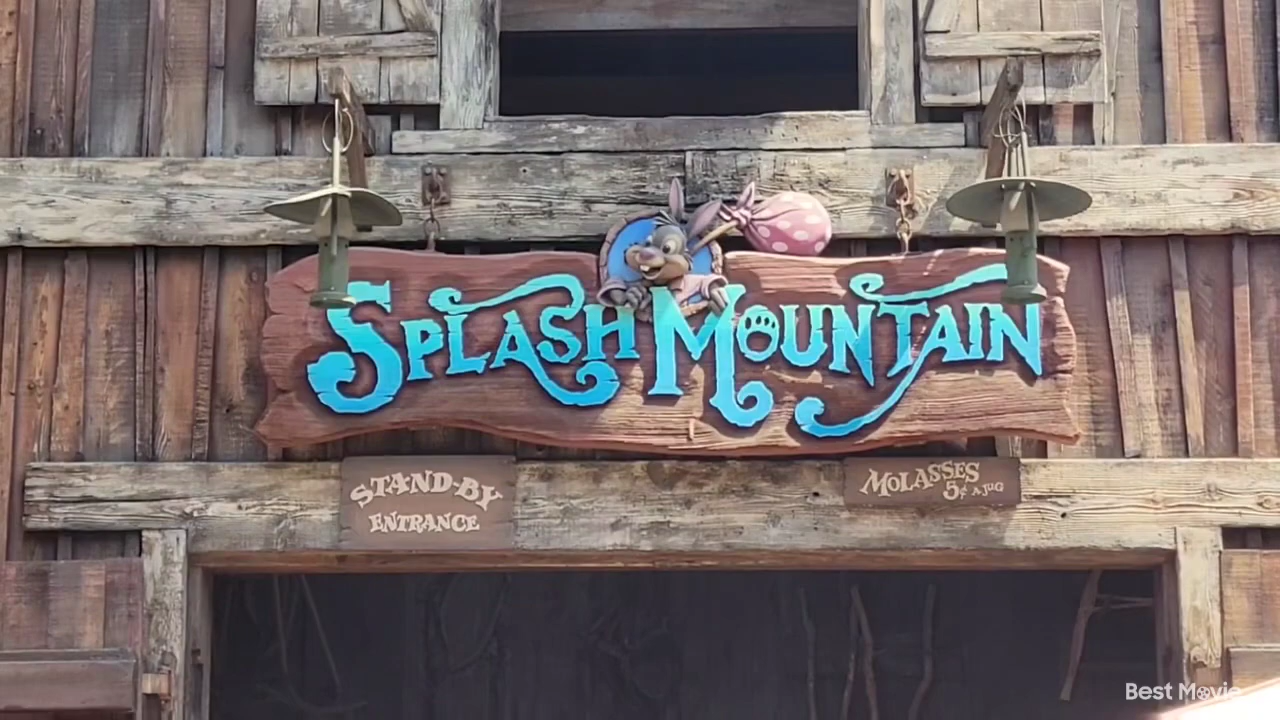 SPLASH MOUNTAIN
STAND-BY
ENTRANCE
MOLASSES
5¢ A JUG
Best Movie